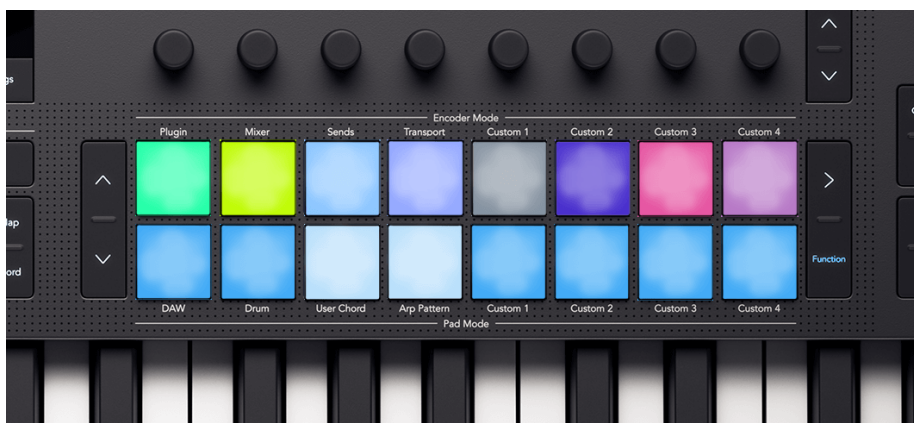 Encoder Mode
Plugin Mixer Sends Transport Custom 1 Custom 2 Custom 3 Custom 4
Function
DAW Drum User Chord Arp Pattern Custom 1 Custom 2 Custom 3 Custom 4
Pad Mode